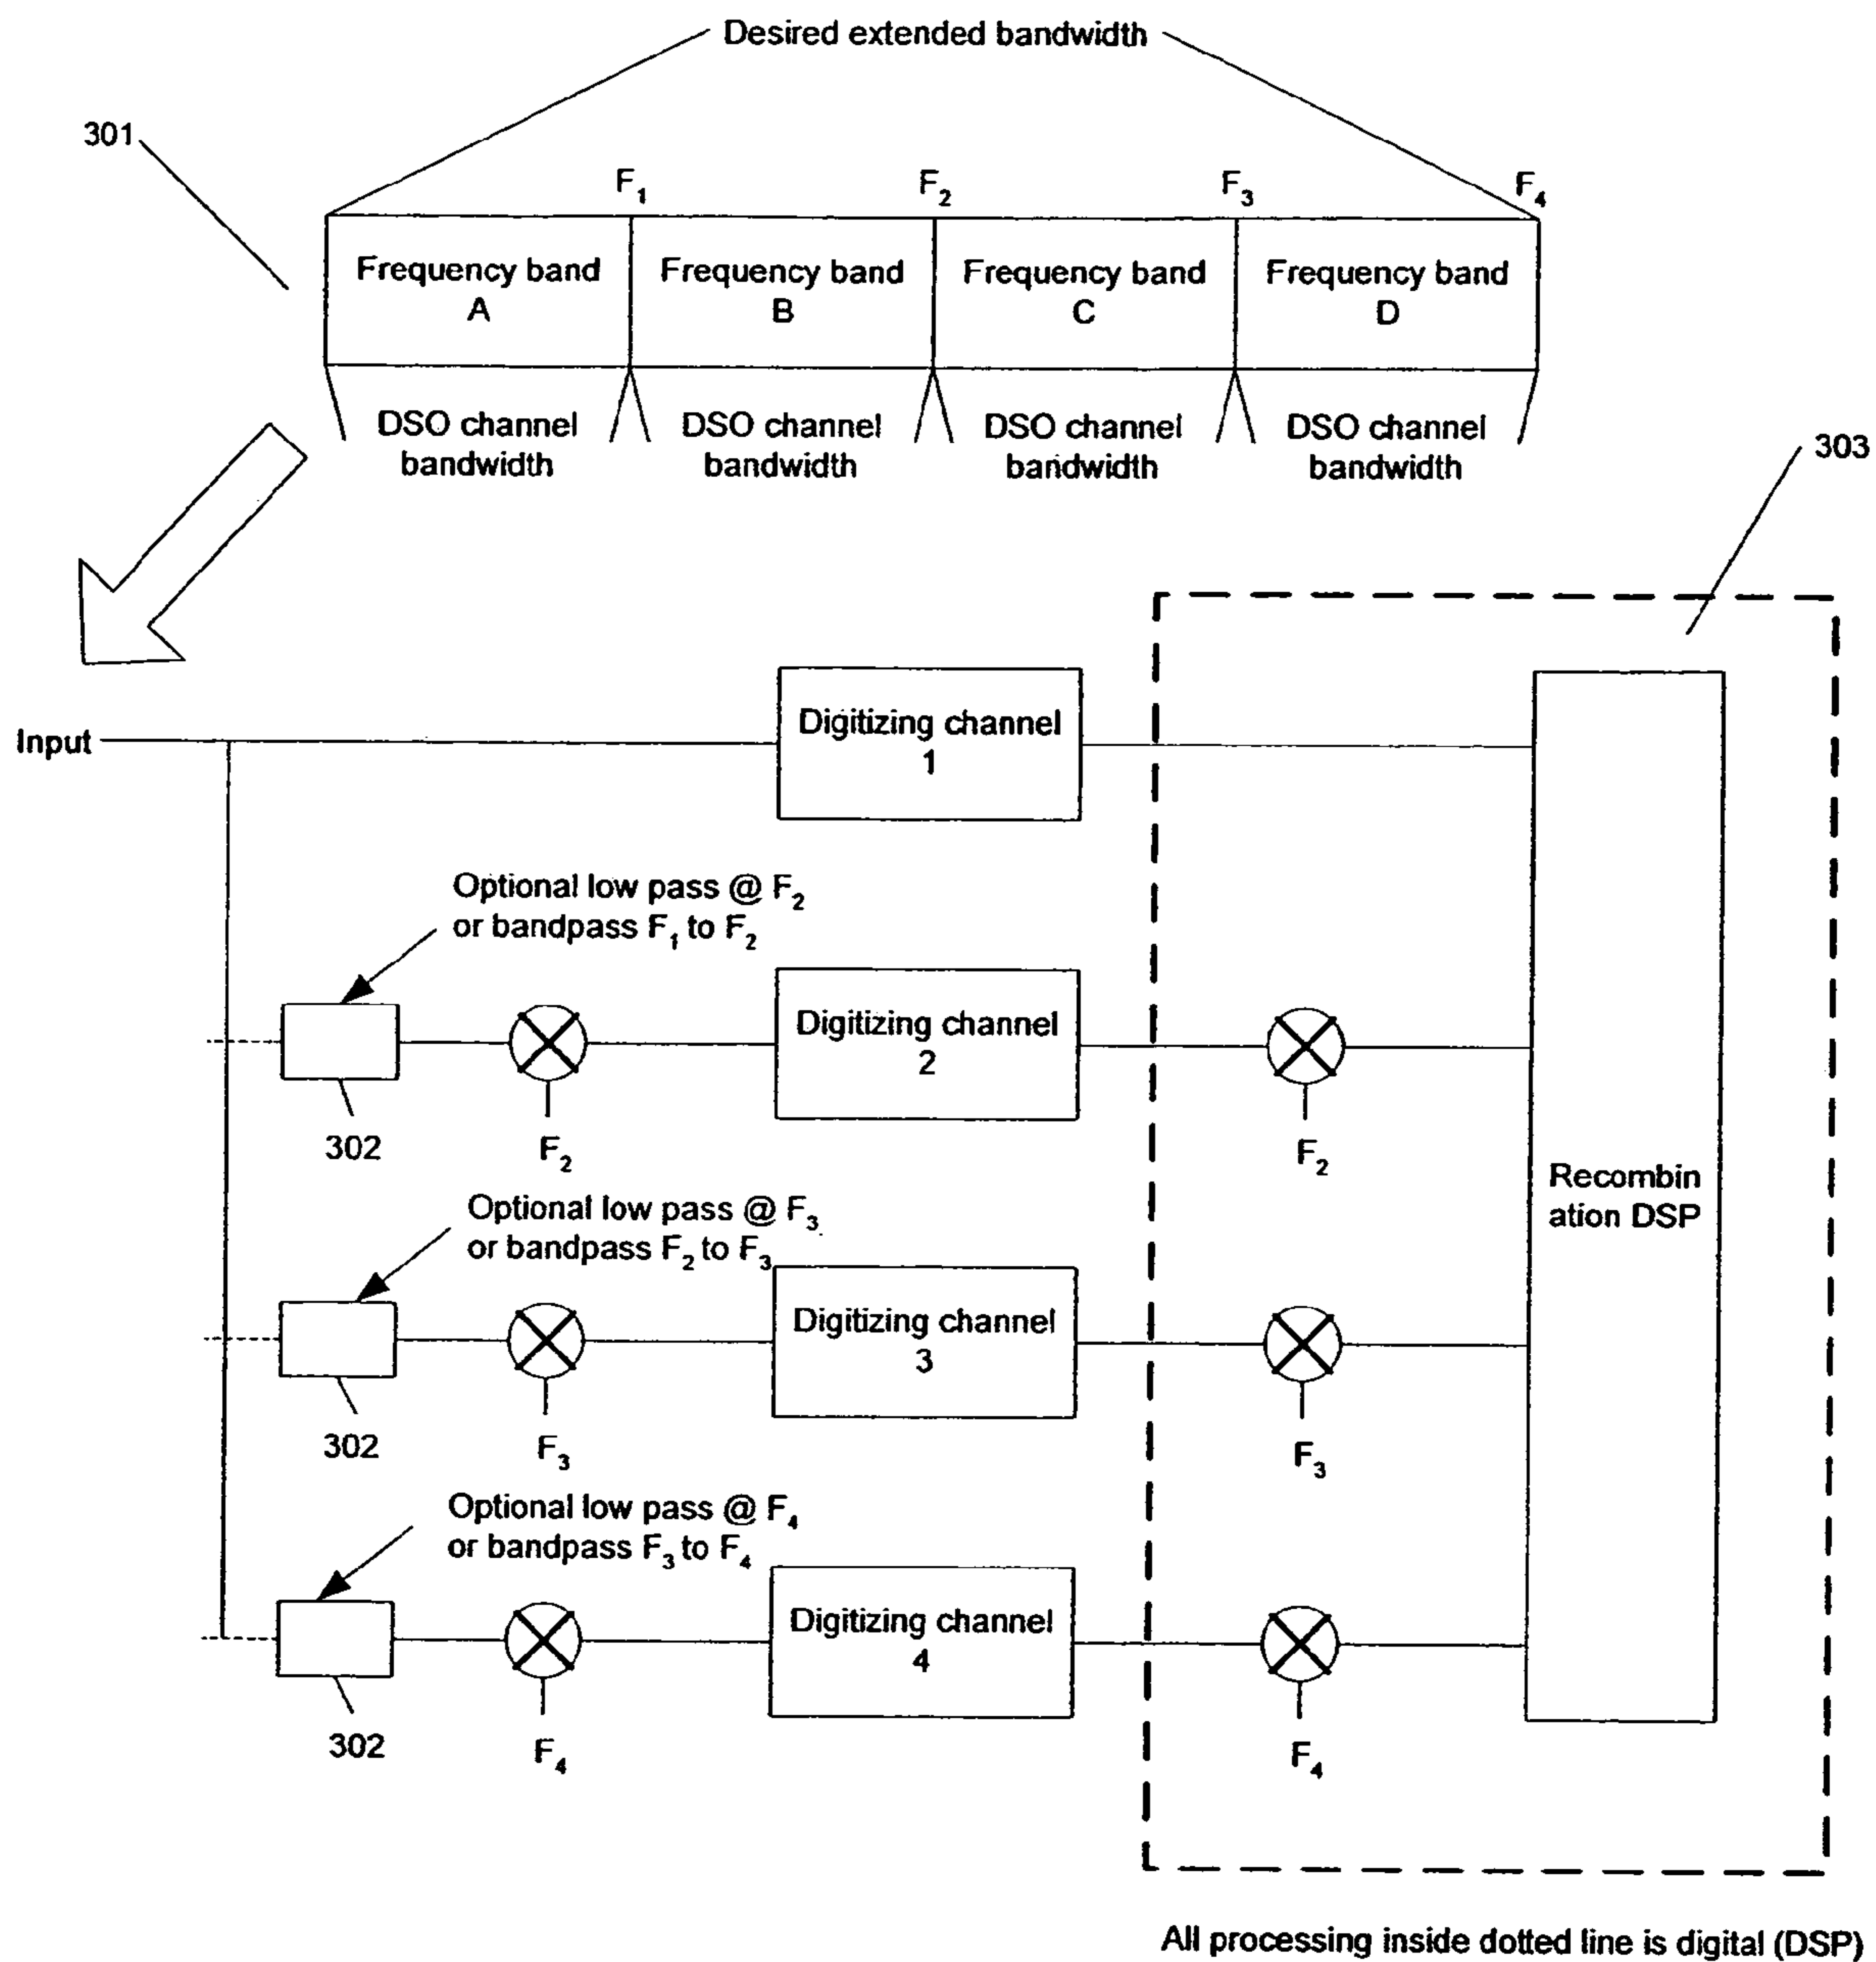 Desired extended bandwidth
301
F1 F2 F3 F4
Frequency band A
Frequency band B
Frequency band C
Frequency band D
DSO channel bandwidth
DSO channel bandwidth
DSO channel bandwidth
DSO channel bandwidth
303
Input
Digitizing channel 1
Optional low pass @ F2
or bandpass F1 to F2
302
F2
Digitizing channel 2
F2
Recombin
ation DSP
Optional low pass @ F3
or bandpass F2 to F3
302
F3
Digitizing channel 3
F3
Optional low pass @ F4
or bandpass F3 to F4
302
F4
Digitizing channel 4
F4
All processing inside dotted line is digital (DSP)